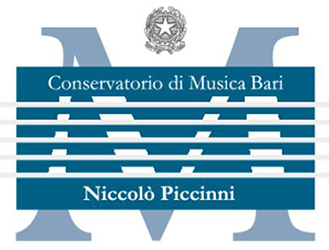 Conservatorio di Musica Bari
M
Niccolò Piccinni